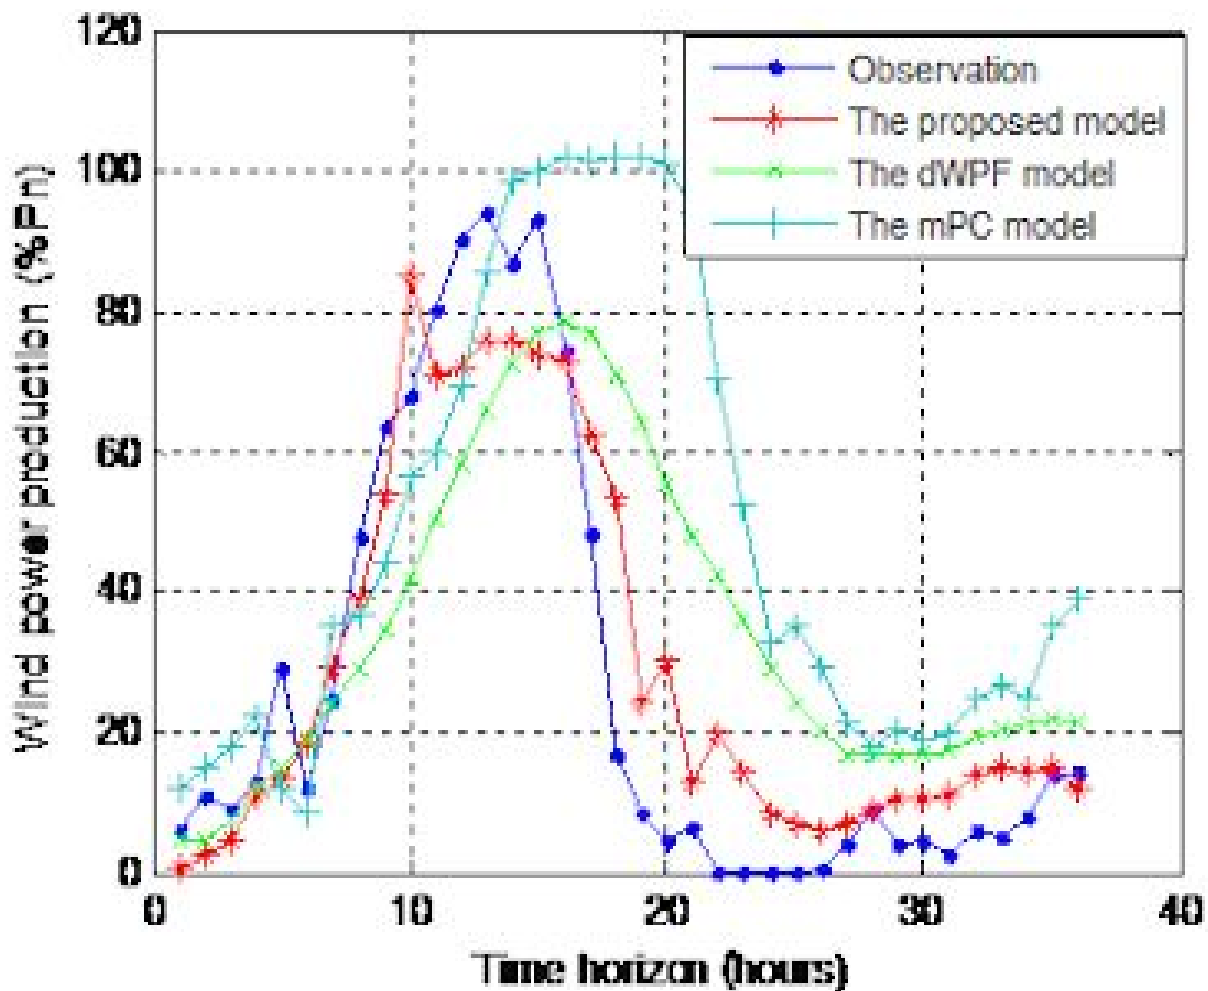 120
100
80
60
40
20
0
Wind power production (%Pn)
Observation
The proposed model
The dWPF model
The mPC model
0 10 20 30 40
Time horizon (hours)